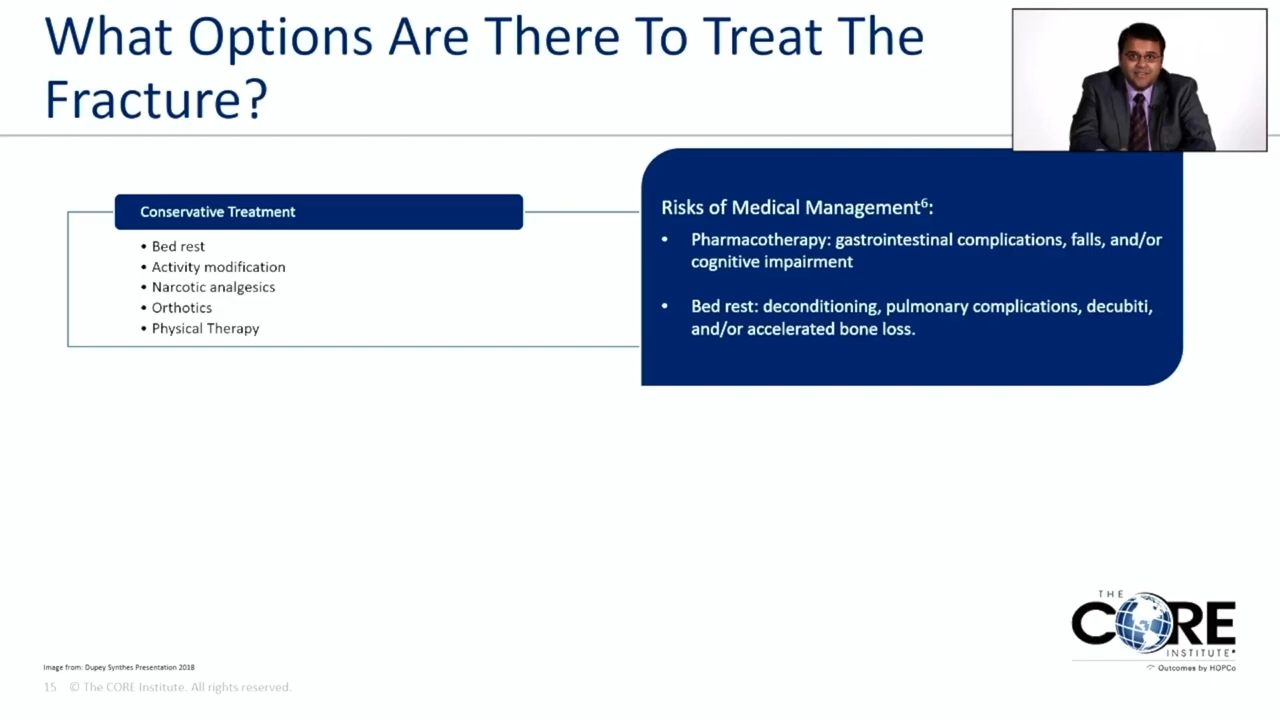 What Options Are There To Treat The
Fracture?
Conservative Treatment
• Bed rest
• Activity modification
• Narcotic analgesics
• Orthotics
• Physical Therapy
Risks of Medical Management⁶:
• Pharmacotherapy: gastrointestinal complications, falls, and/or
cognitive impairment
• Bed rest: deconditioning, pulmonary complications, decubiti,
and/or accelerated bone loss.
THE
CORE
INSTITUTE®
Outcomes by HOPCo
Image from: Dupey Synthes Presentation 2018
15 © The CORE Institute. All rights reserved.